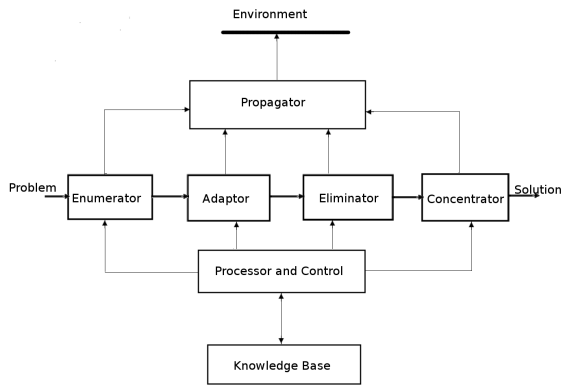 Environment
Propagator
Problem
Enumerator
Adaptor
Eliminator
Concentrator
Solution
Processor and Control
Knowledge Base